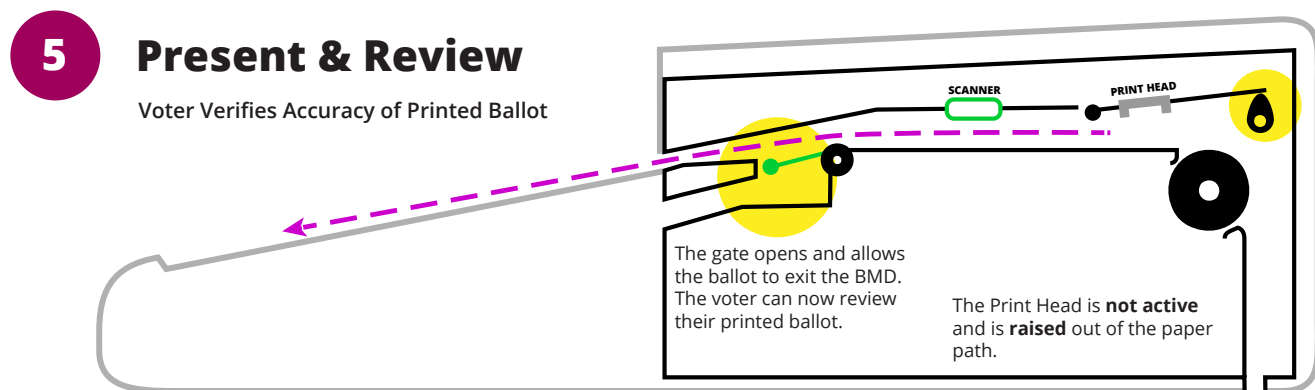 5
Present & Review
Voter Verifies Accuracy of Printed Ballot
SCANNER
PRINT HEAD
The gate opens and allows
the ballot to exit the BMD.
The voter can now review
their printed ballot.
The Print Head is not active
and is raised out of the paper
path.